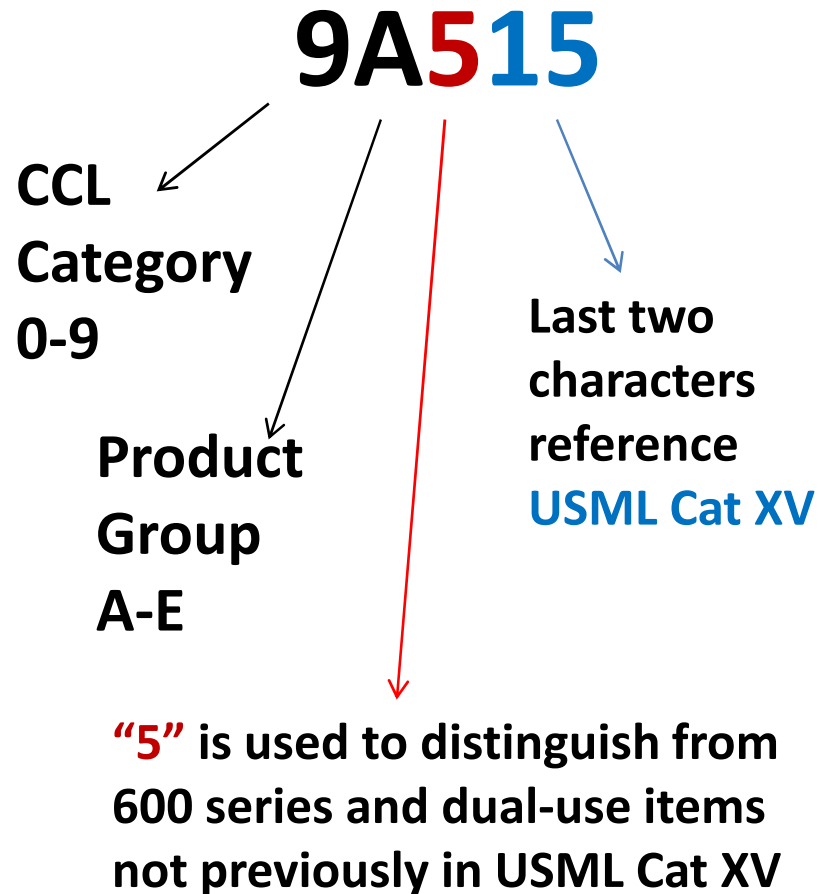 9A515
CCL
Category
0-9
Product
Group
A-E
Last two
characters
reference
USML Cat XV
“5” is used to distinguish from
600 series and dual-use items
not previously in USML Cat XV